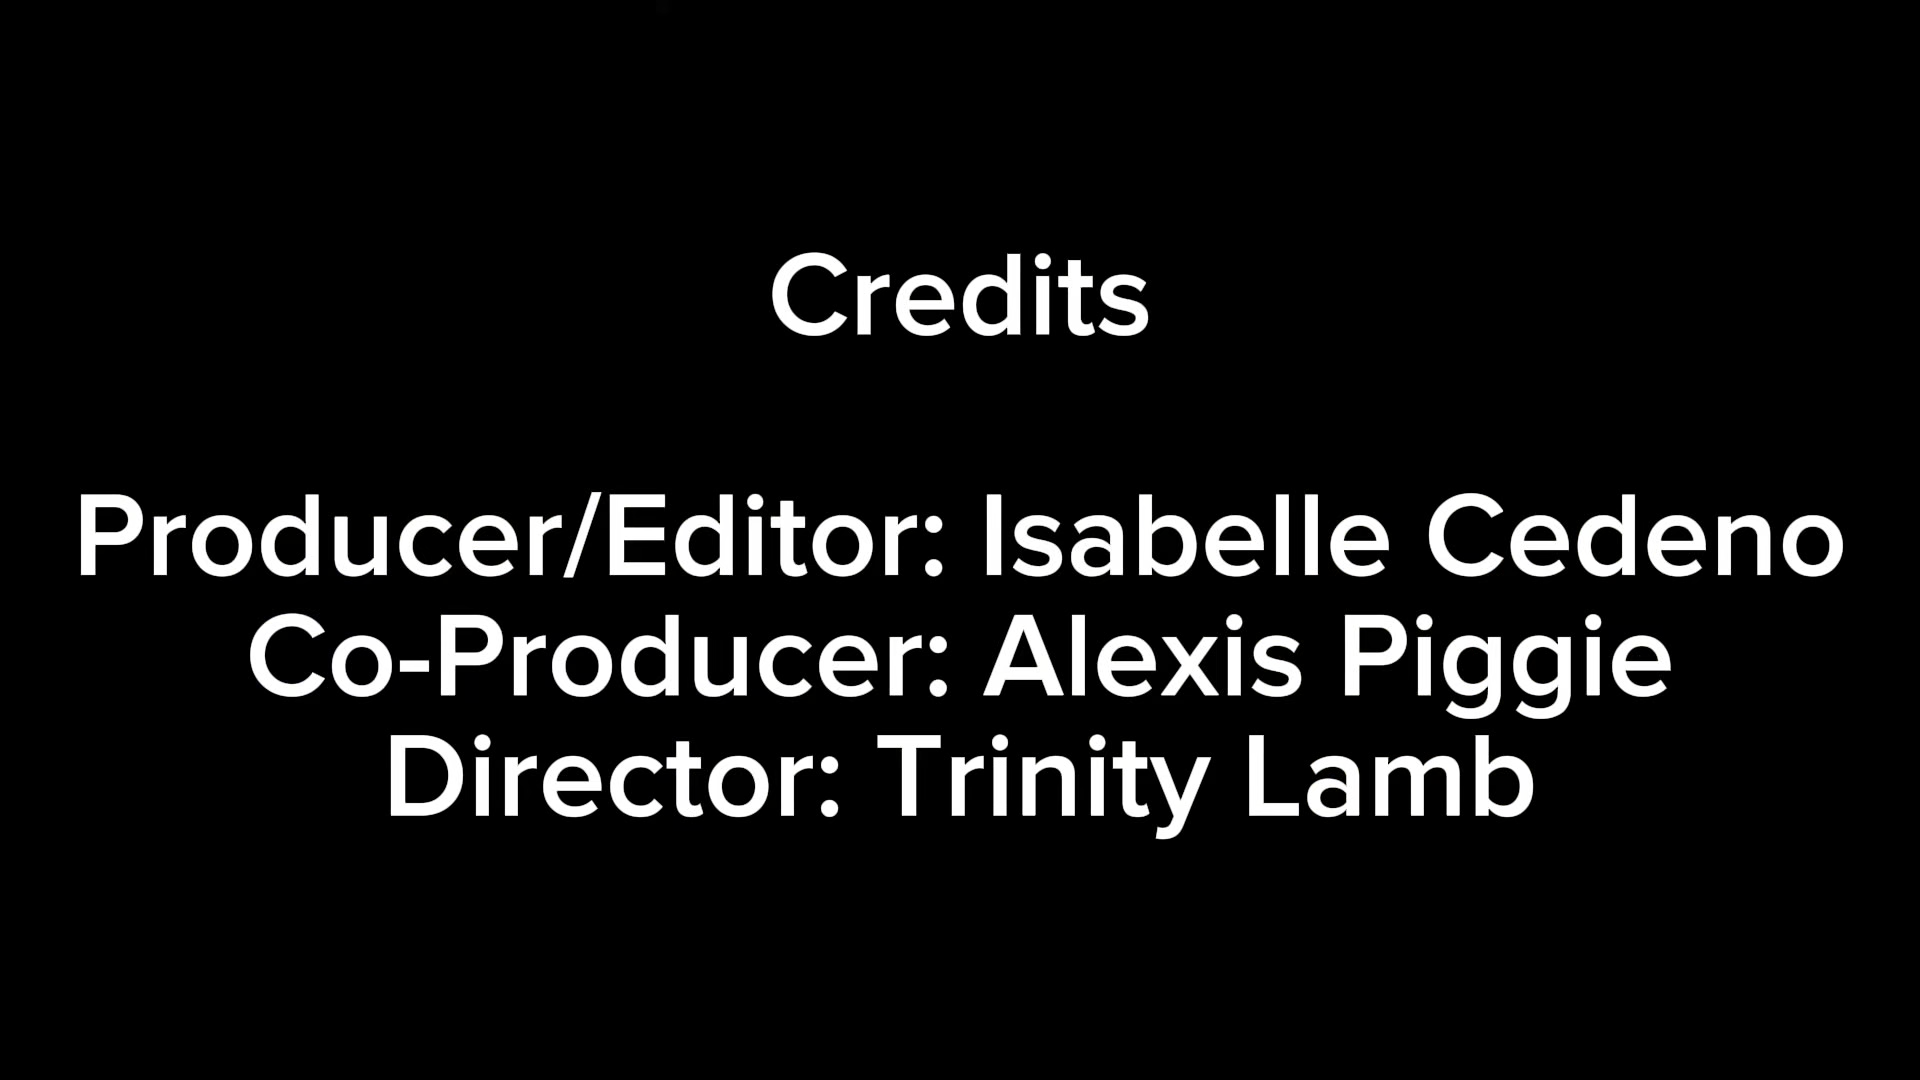 Credits
Producer/Editor: Isabelle Cedeno
Co-Producer: Alexis Piggie
Director: Trinity Lamb